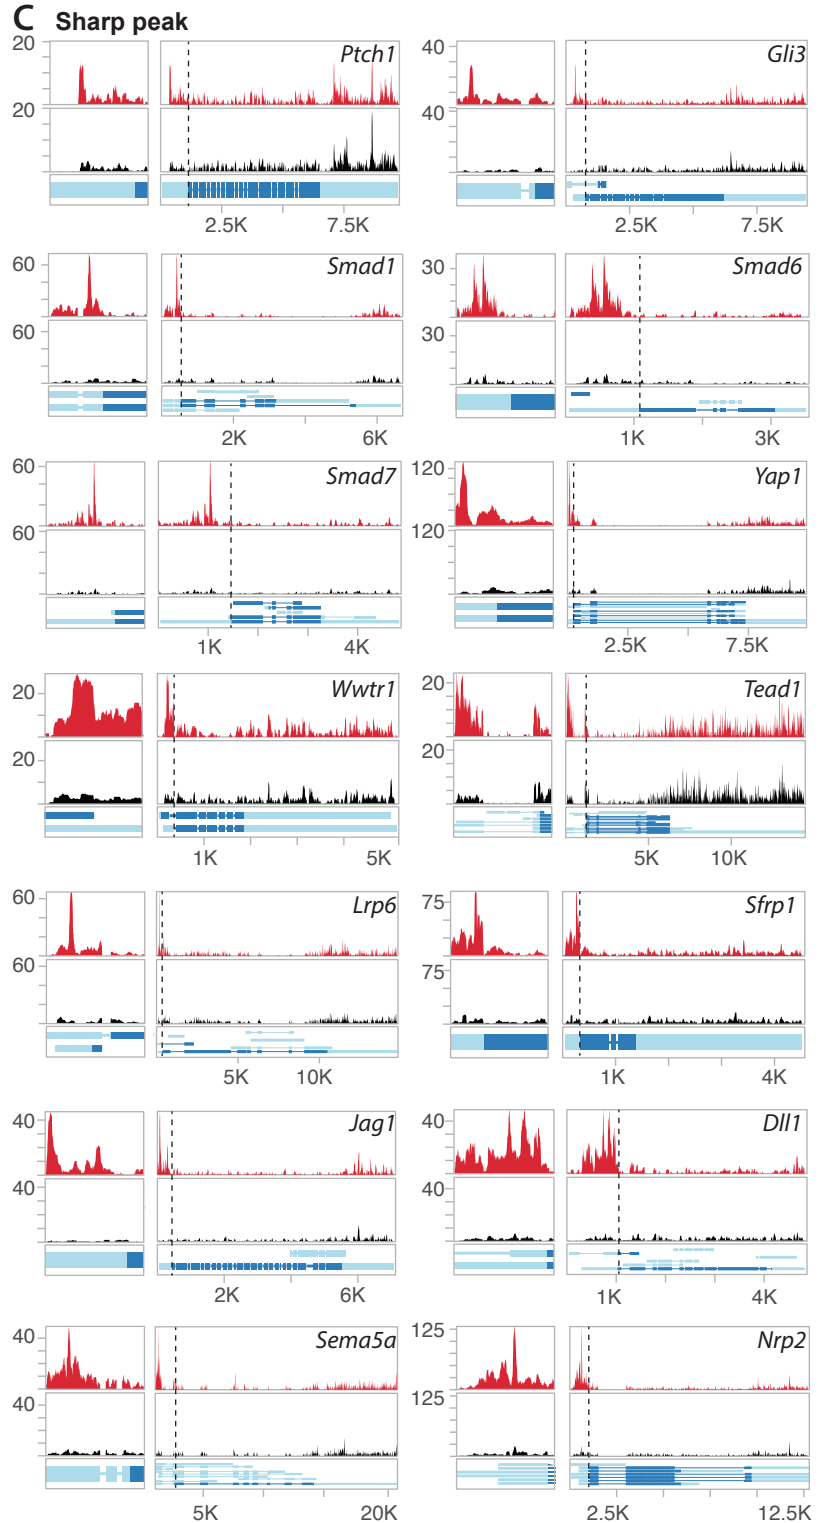 C Sharp peak
20 Ptch1 40 Gli3
20 40
2.5K 7.5K 2.5K 7.5K
60 Smad1 30 Smad6
60 30
2K 6K 1K 3K
60 Smad7 120 Yap1
60 120
1K 4K 2.5K 7.5K
20 Wwtr1 20 Tead1
20 20
1K 5K 5K 10K
60 Lrp6 75 Sfrp1
60 75
5K 10K 1K 4K
40 Jag1 40 Dll1
40 40
2K 6K 1K 4K
40 Sema5a 125 Nrp2
40 125
5K 20K 2.5K 12.5K